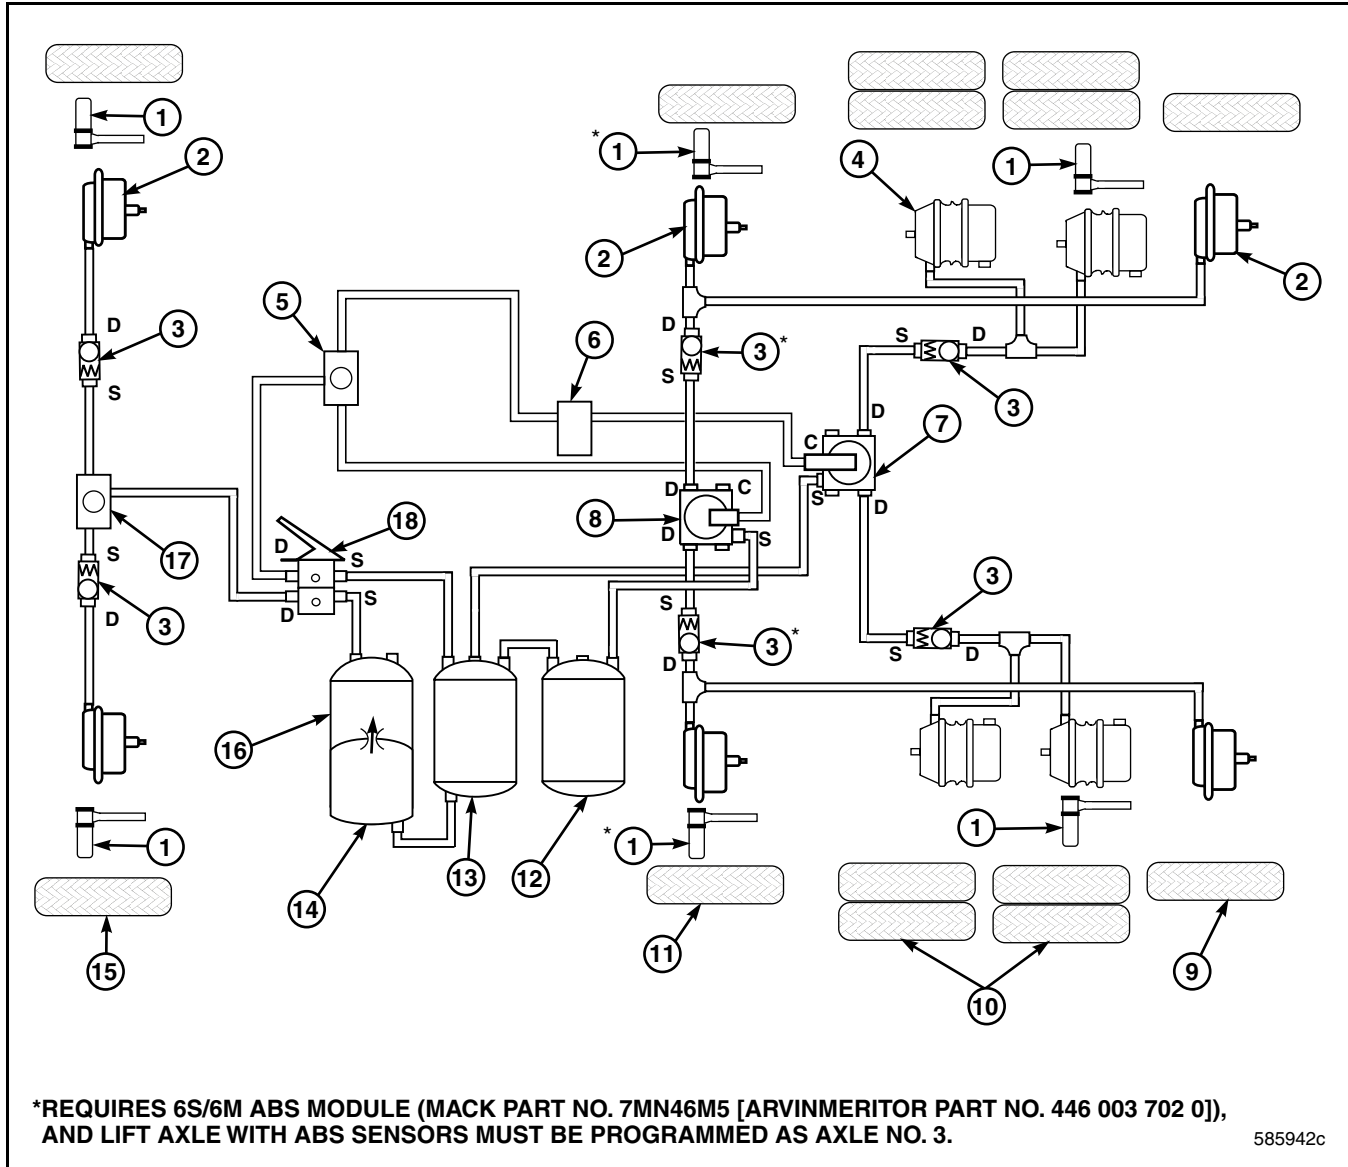 1
2
D
3
S
17
S
3
D
1
15
5
6
18
D
S
D
S
16
14
13
12
* 1
2
D
3*
S
D
C
8
D
S
S
3*
D
* 1
11
4
1
2
S
D
3
D
C
7
S
D
3
S
D
1
10
9
*REQUIRES 6S/6M ABS MODULE (MACK PART NO. 7MN46M5 [ARVINMERITOR PART NO. 446 003 702 0]),
AND LIFT AXLE WITH ABS SENSORS MUST BE PROGRAMMED AS AXLE NO. 3.
585942c